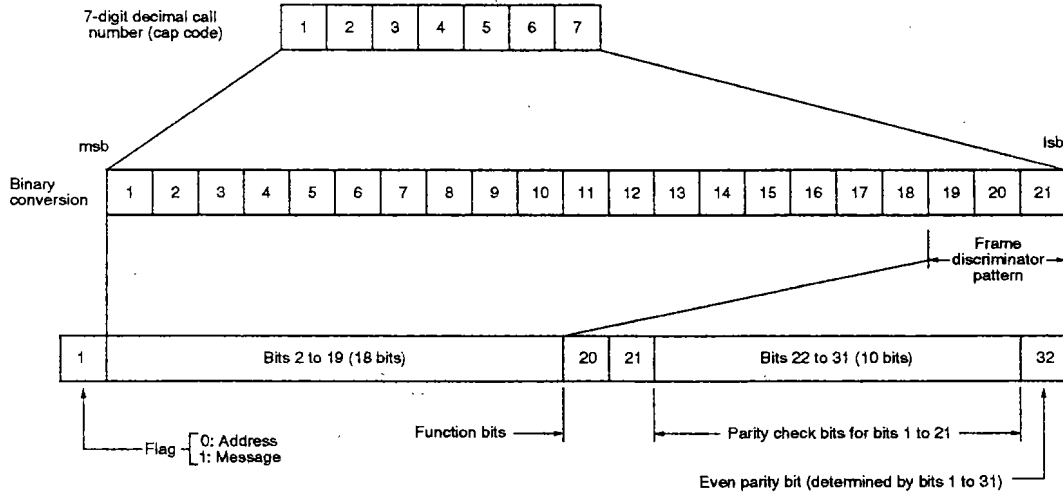 7-digit decimal call
number (cap code)
1 2 3 4 5 6 7
msb
lsb
Binary
conversion
1 2 3 4 5 6 7 8 9 10 11 12 13 14 15 16 17 18 19 20 21
Frame
discriminator
pattern
1 Bits 2 to 19 (18 bits) 20 21 Bits 22 to 31 (10 bits) 32
Flag
0: Address
1: Message
Function bits
Parity check bits for bits 1 to 21
Even parity bit (determined by bits 1 to 31)